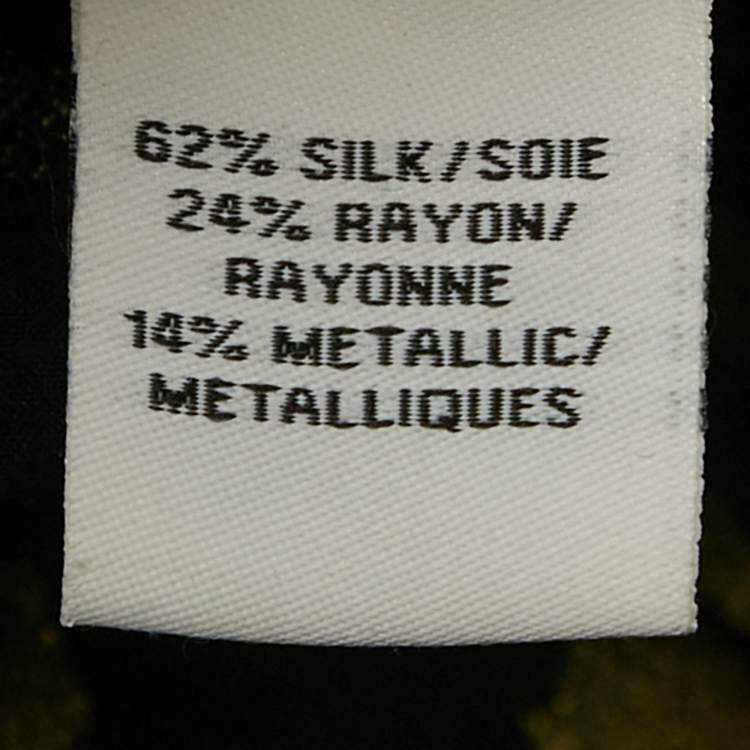 62% SILK/SOIE
24% RAYON/
RAYONNE
14% METALLIC/
METALLIQUES